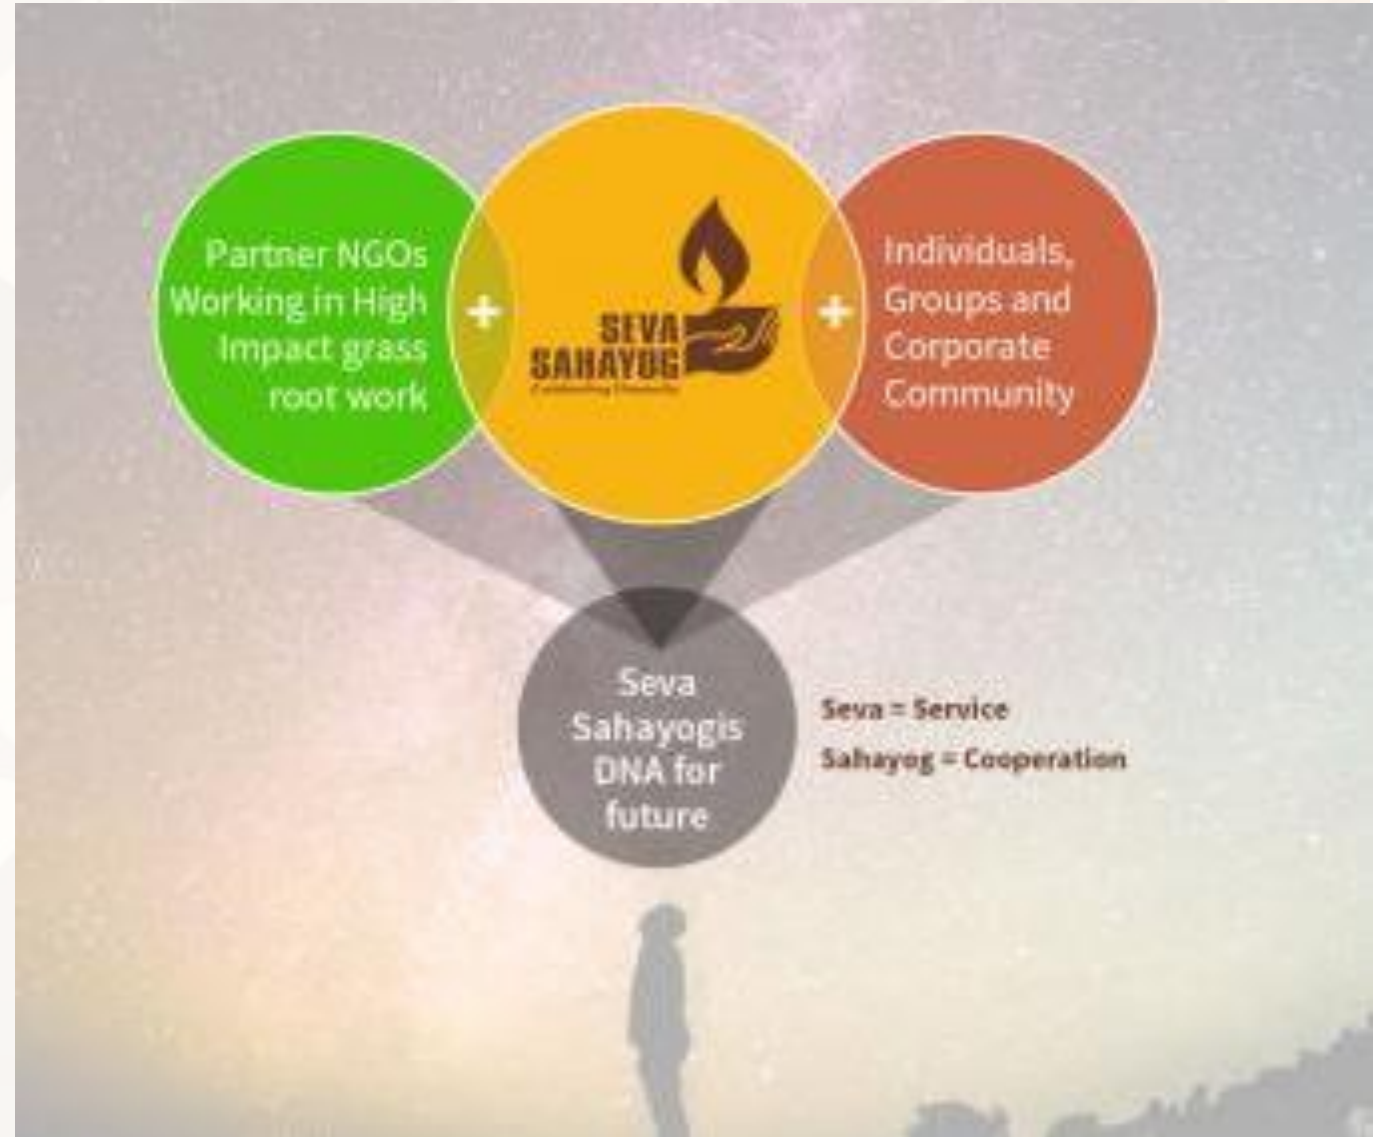 Partner NGOs
Working in High
Impact grass
root work
+
SEVA
SAHAYOG
+
Individuals,
Groups and
Corporate
Community
Seva
Sahayogis
DNA for
future
Seva = Service
Sahayog = Cooperation